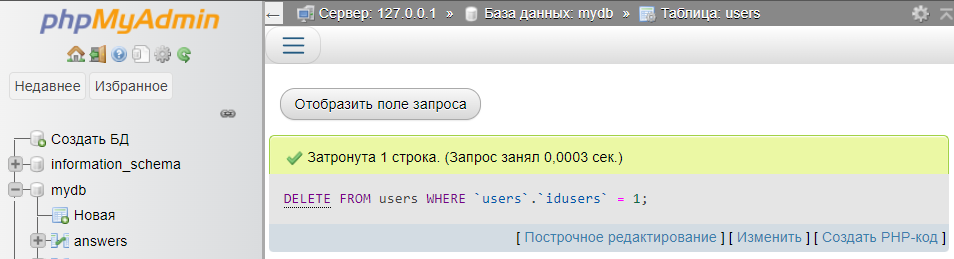 phpMyAdmin
Недавнее Избранное
Создать БД
information_schema
mydb
Новая
answers
← Сервер: 127.0.0.1 » База данных: mydb » Таблица: users
Отобразить поле запроса
Затронута 1 строка. (Запрос занял 0,0003 сек.)
DELETE FROM users WHERE `users`.`idusers` = 1;
[ Построчное редактирование ] [ Изменить ] [ Создать PHP-код ]